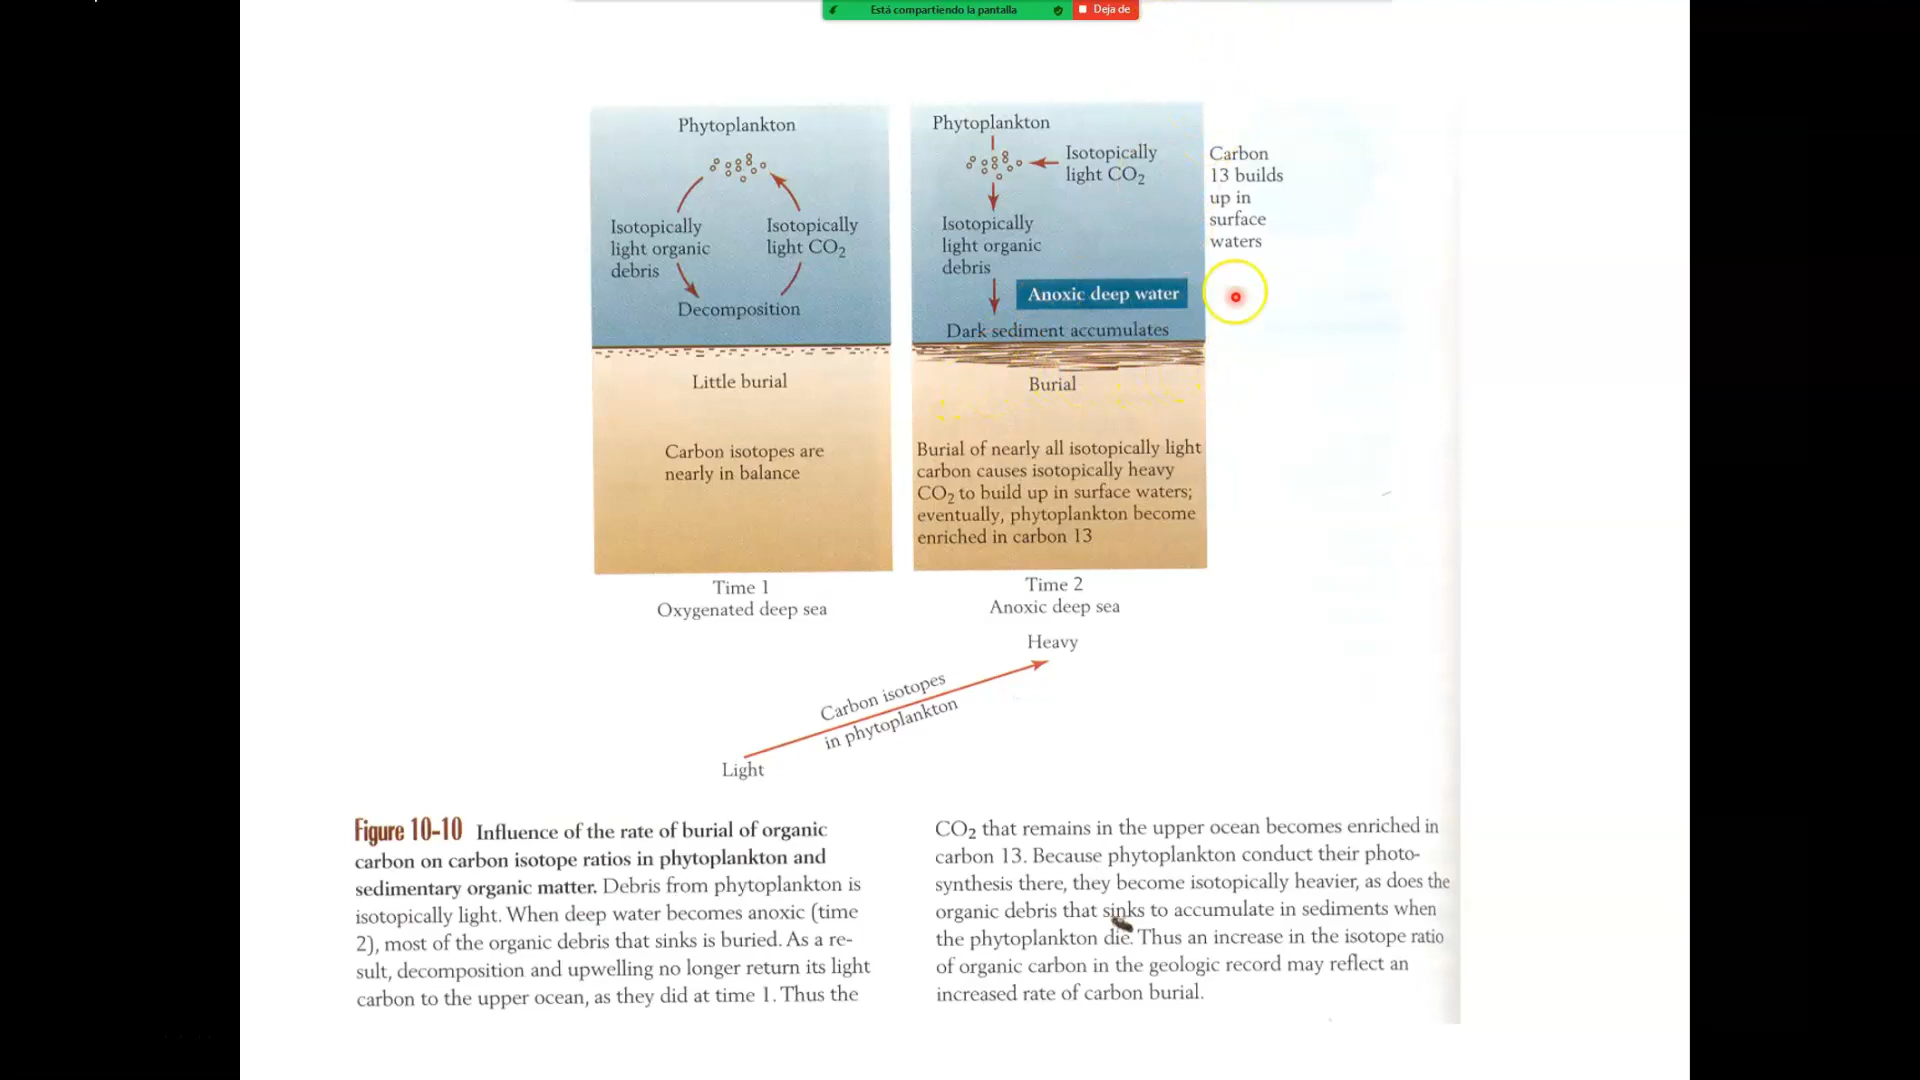 Está compartiendo la pantalla
Deja de
Phytoplankton
Isotopically
light organic
debris
Isotopically
light CO₂
Decomposition
Little burial
Carbon isotopes are
nearly in balance
Time 1
Oxygenated deep sea
Phytoplankton
Isotopically
light CO₂
Isotopically
light organic
debris
Anoxic deep water
Dark sediment accumulates
Burial
Burial of nearly all isotopically light
carbon causes isotopically heavy
CO₂ to build up in surface waters;
eventually, phytoplankton become
enriched in carbon 13
Time 2
Anoxic deep sea
Carbon
13 builds
up in
surface
waters
Heavy
Carbon isotopes
in phytoplankton
Light
Figure 10-10 Influence of the rate of burial of organic
carbon on carbon isotope ratios in phytoplankton and
sedimentary organic matter. Debris from phytoplankton is
isotopically light. When deep water becomes anoxic (time
2), most of the organic debris that sinks is buried. As a re-
sult, decomposition and upwelling no longer return its light
carbon to the upper ocean, as they did at time 1. Thus the
CO₂ that remains in the upper ocean becomes enriched in
carbon 13. Because phytoplankton conduct their photo-
synthesis there, they become isotopically heavier, as does the
organic debris that sinks to accumulate in sediments when
the phytoplankton die. Thus an increase in the isotope ratio
of organic carbon in the geologic record may reflect an
increased rate of carbon burial.